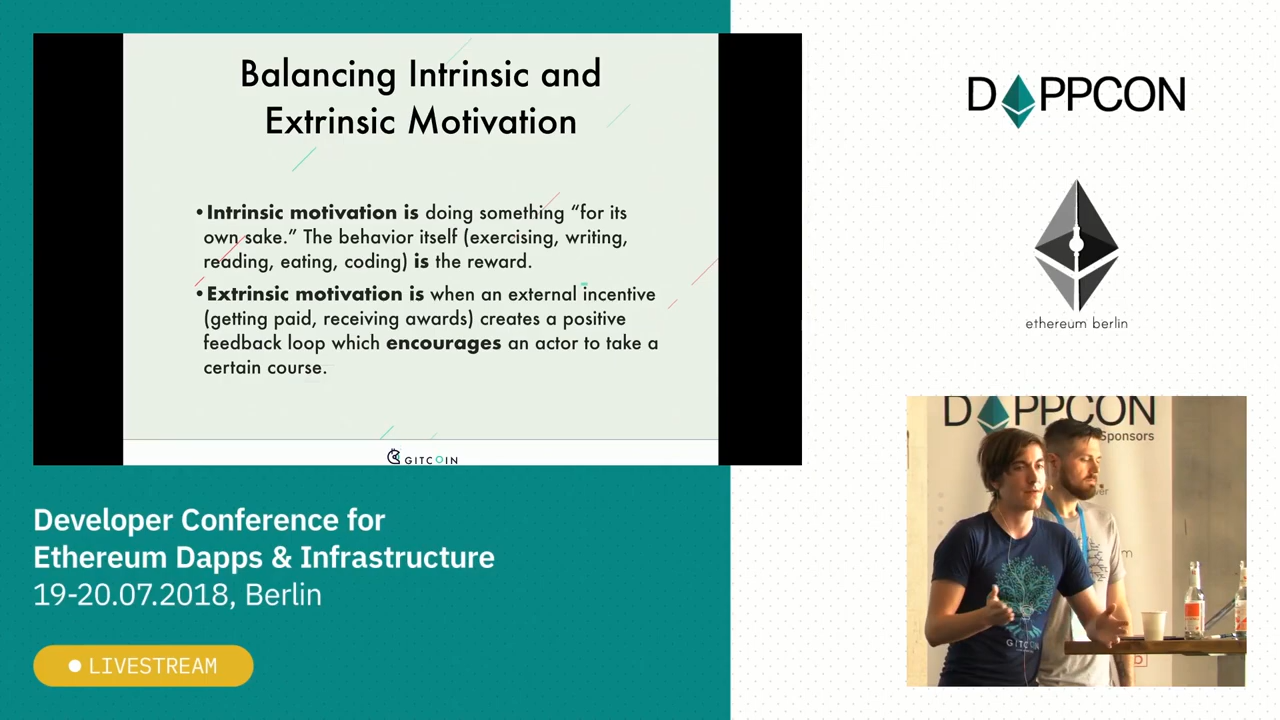 Balancing Intrinsic and
Extrinsic Motivation
•Intrinsic motivation is doing something “for its
own sake.” The behavior itself (exercising, writing,
reading, eating, coding) is the reward.
•Extrinsic motivation is when an external incentive
(getting paid, receiving awards) creates a positive
feedback loop which encourages an actor to take a
certain course.
GITCOIN
Developer Conference for
Ethereum Dapps & Infrastructure
19-20.07.2018, Berlin
LIVESTREAM
DAPPCON
ethereum berlin
DAPPCON
Sponsors
GITCOIN